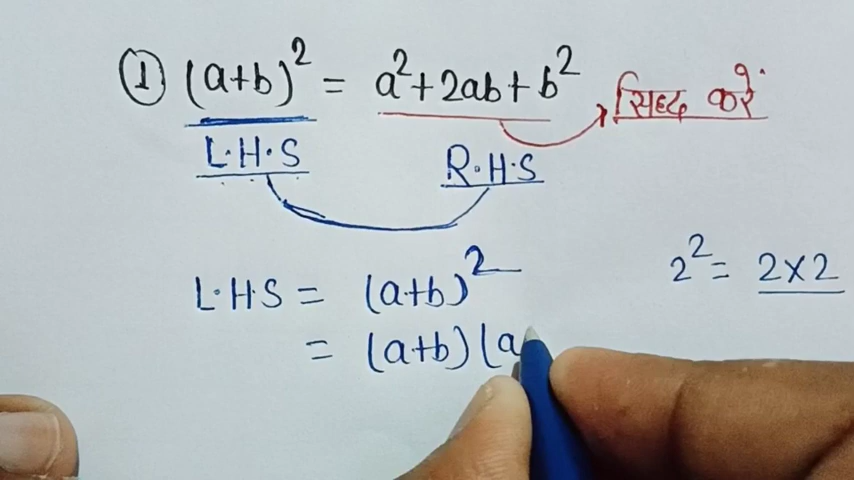 ① (a+b)² = a²+2ab+b² सिध्द करें
L.H.S R.H.S
L.H.S = (a+b)² 2² = 2×2
= (a+b)(a